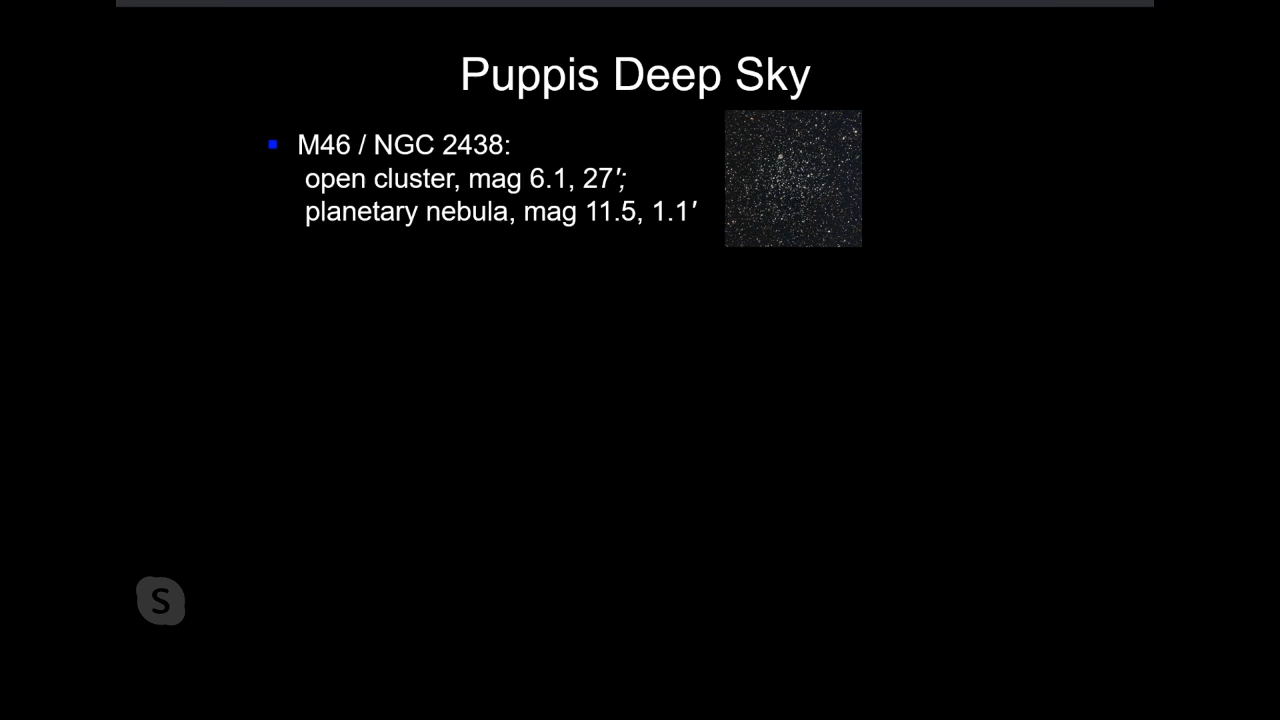 Puppis Deep Sky
M46 / NGC 2438:
open cluster, mag 6.1, 27′;
planetary nebula, mag 11.5, 1.1′
S